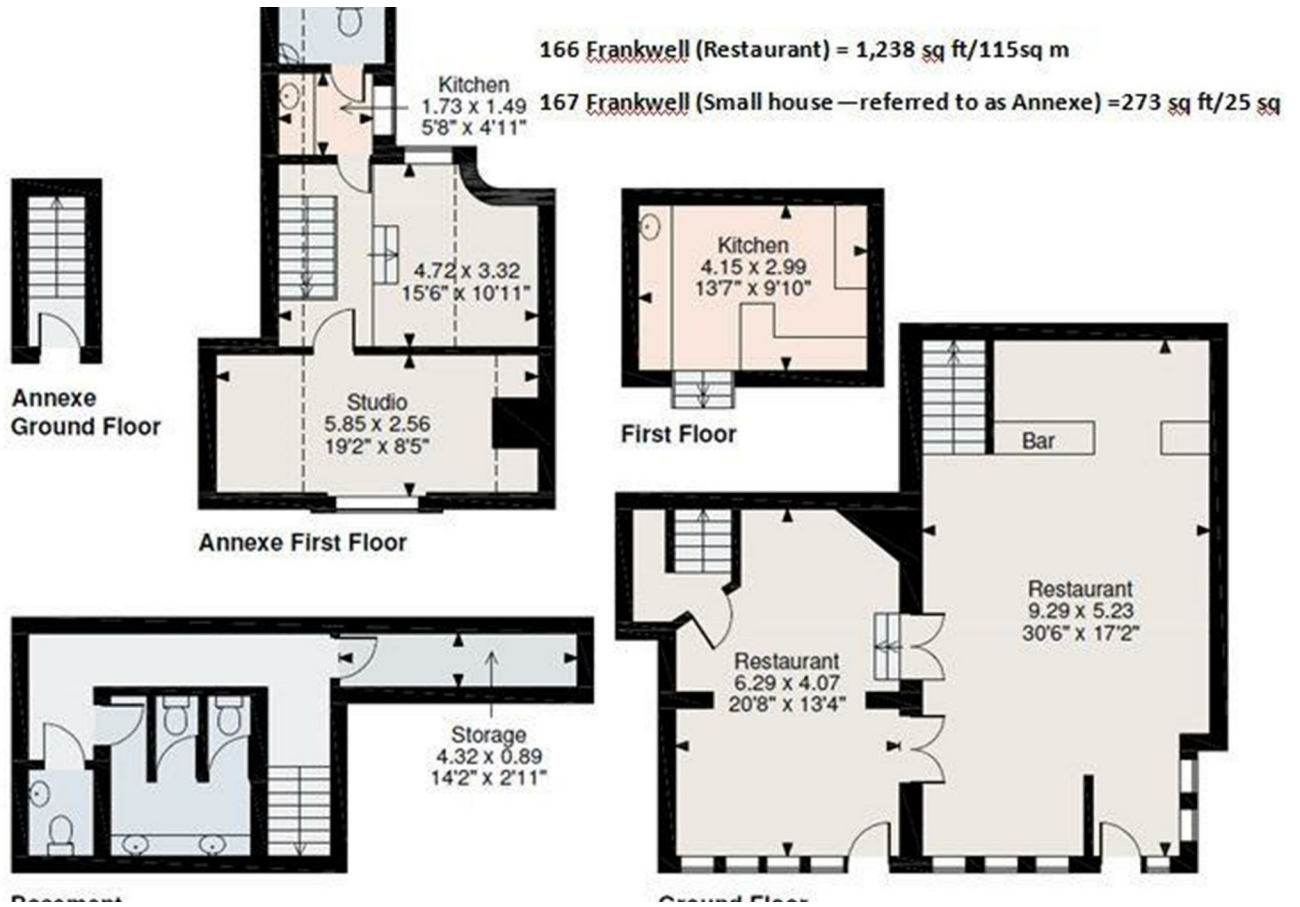 166 Frankwell (Restaurant) = 1,238 sq ft/115sq m
167 Frankwell (Small house—referred to as Annexe) =273 sq ft/25 sq
Kitchen
1.73 x 1.49
5'8" x 4'11"
4.72 x 3.32
15'6" x 10'11"
Kitchen
4.15 x 2.99
13'7" x 9'10"
Annexe
Ground Floor
Studio
5.85 x 2.56
19'2" x 8'5"
First Floor
Bar
Annexe First Floor
Restaurant
9.29 x 5.23
30'6" x 17'2"
Restaurant
6.29 x 4.07
20'8" x 13'4"
Storage
4.32 x 0.89
14'2" x 2'11"
Basement
Ground Floor